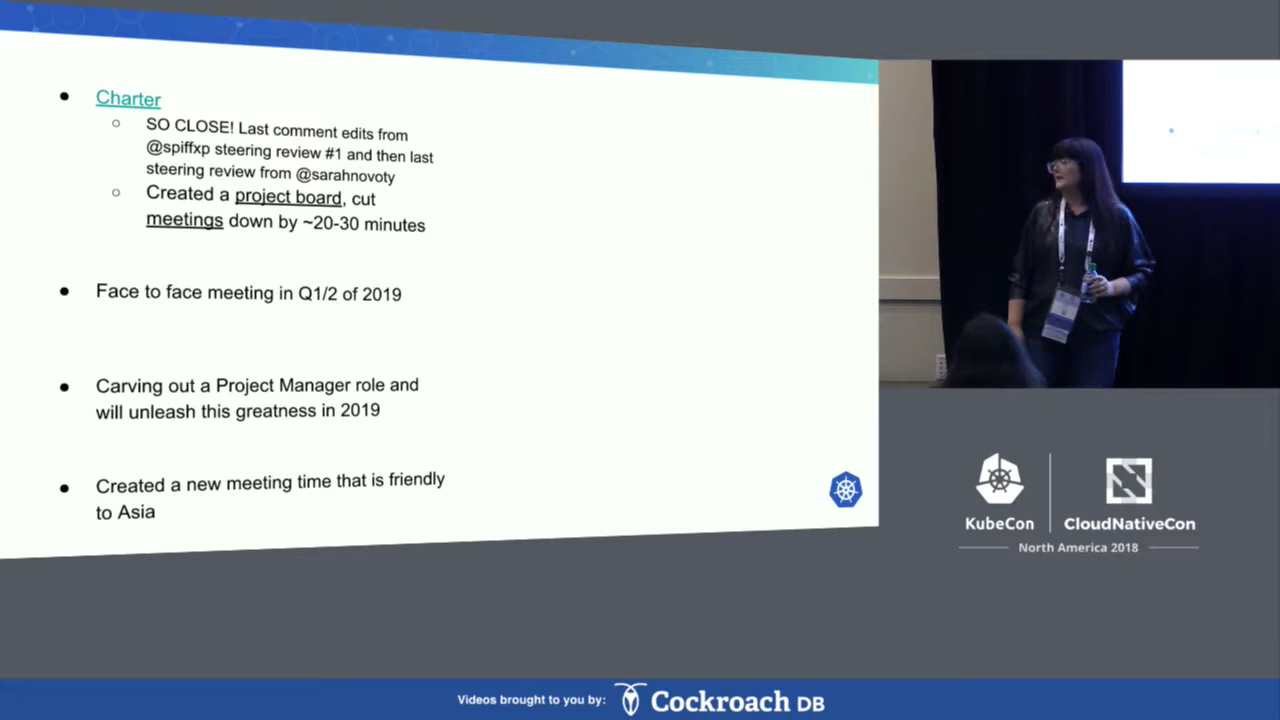 Charter
SO CLOSE! Last comment edits from
@spiffxp steering review #1 and then last
steering review from @sarahnovoty
Created a project board, cut
meetings down by ~20-30 minutes
Face to face meeting in Q1/2 of 2019
Carving out a Project Manager role and
will unleash this greatness in 2019
Created a new meeting time that is friendly
to Asia
KubeCon
CloudNativeCon
North America 2018
Videos brought to you by:
Cockroach DB